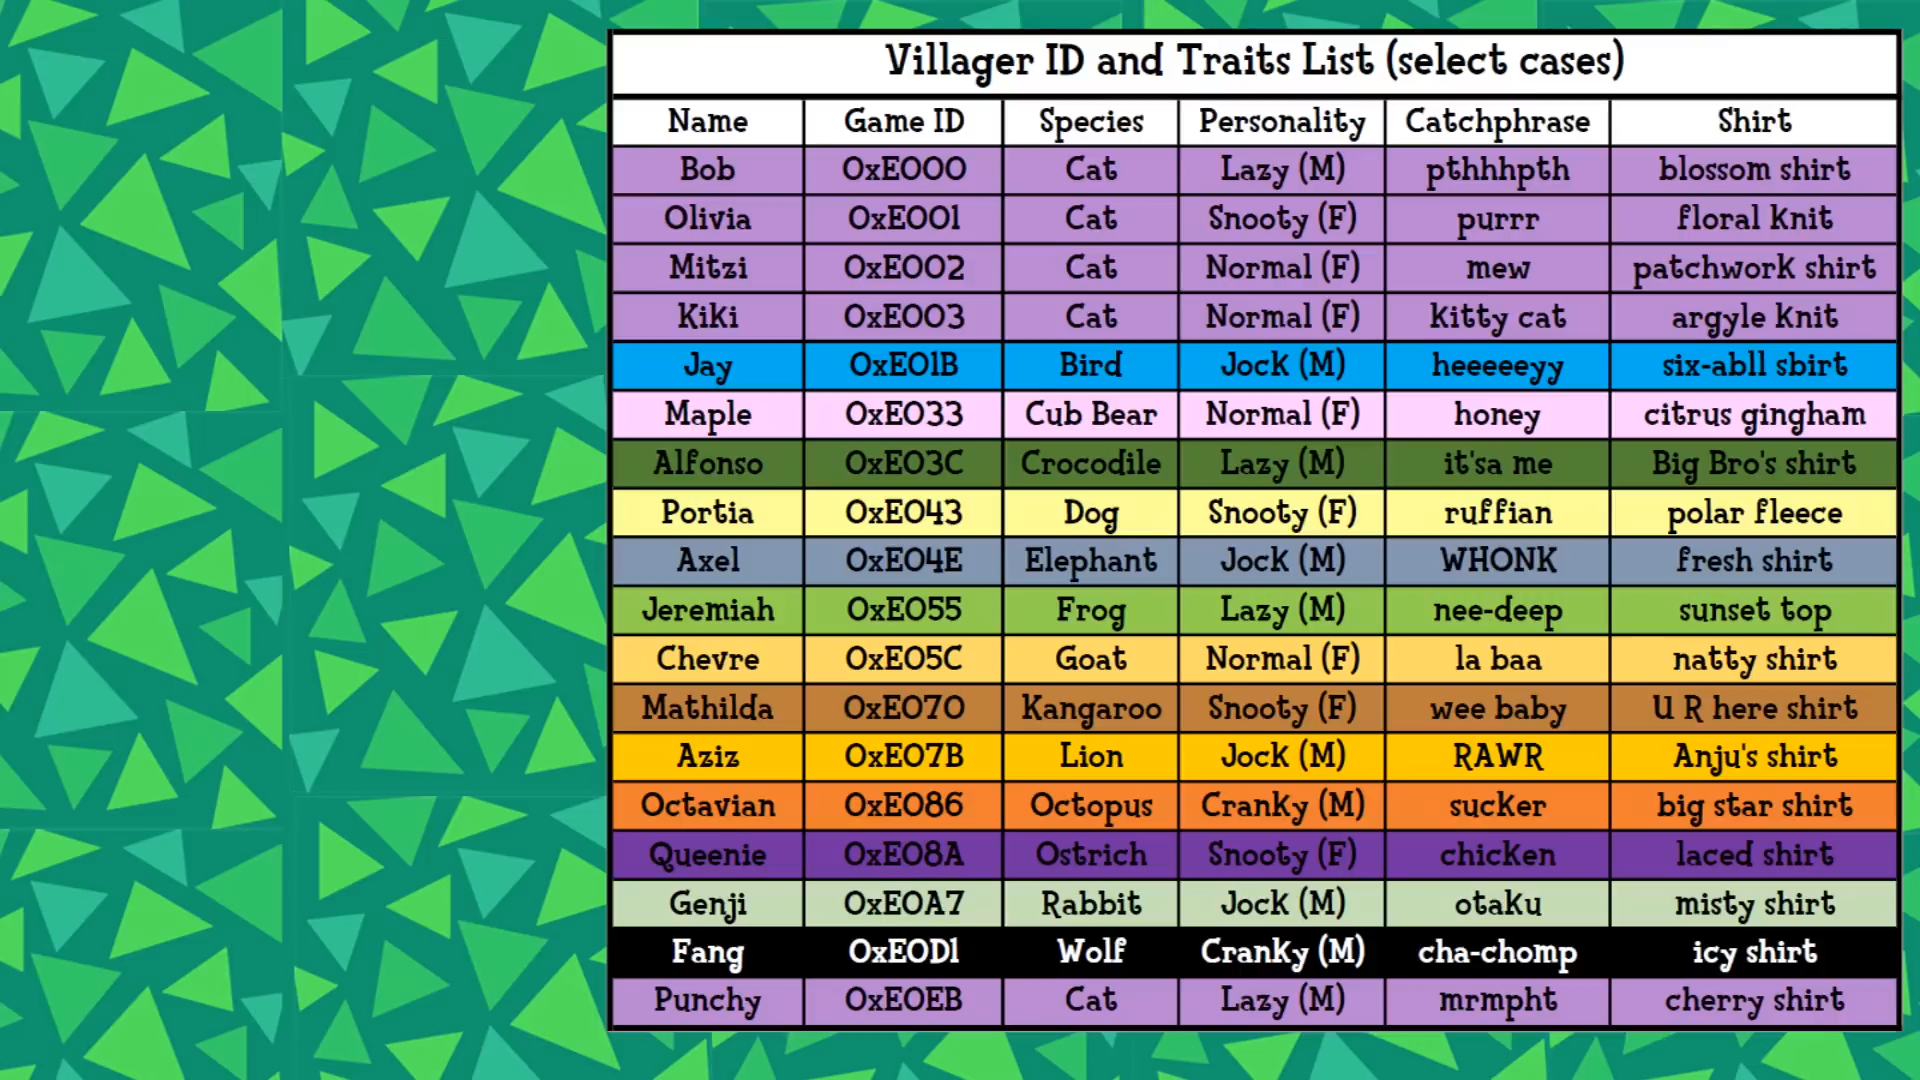 Villager ID and Traits List (select cases)
Name Game ID Species Personality Catchphrase Shirt
Bob 0xE000 Cat Lazy (M) pthhhpth blossom shirt
Olivia 0xE001 Cat Snooty (F) purrr floral knit
Mitzi 0xE002 Cat Normal (F) mew patchwork shirt
Kiki 0xE003 Cat Normal (F) kitty cat argyle knit
Jay 0xE01B Bird Jock (M) heeeeeyy six-abll sbirt
Maple 0xE033 Cub Bear Normal (F) honey citrus gingham
Alfonso 0xE03C Crocodile Lazy (M) it'sa me Big Bro's shirt
Portia 0xE043 Dog Snooty (F) ruffian polar fleece
Axel 0xE04E Elephant Jock (M) WHONK fresh shirt
Jeremiah 0xE055 Frog Lazy (M) nee-deep sunset top
Chevre 0xE05C Goat Normal (F) la baa natty shirt
Mathilda 0xE070 Kangaroo Snooty (F) wee baby U R here shirt
Aziz 0xE07B Lion Jock (M) RAWR Anju's shirt
Octavian 0xE086 Octopus Cranky (M) sucker big star shirt
Queenie 0xE08A Ostrich Snooty (F) chicken laced shirt
Genji 0xE0A7 Rabbit Jock (M) otaku misty shirt
Fang 0xE0D1 Wolf Cranky (M) cha-chomp icy shirt
Punchy 0xE0EB Cat Lazy (M) mrmpht cherry shirt